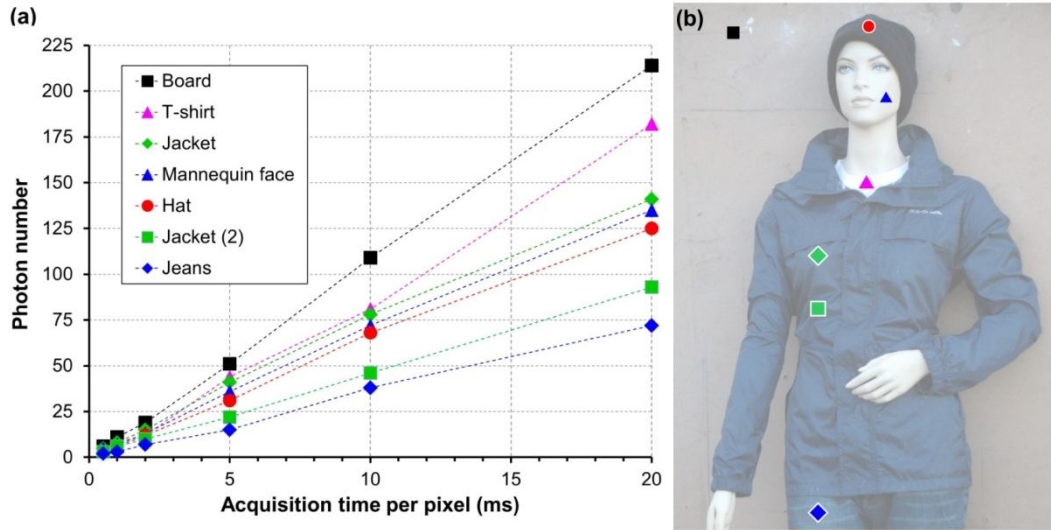 (a)
Photon number
225
200
175
150
125
100
75
50
25
0
Board
T-shirt
Jacket
Mannequin face
Hat
Jacket (2)
Jeans
0 5 10 15 20
Acquisition time per pixel (ms)
(b)